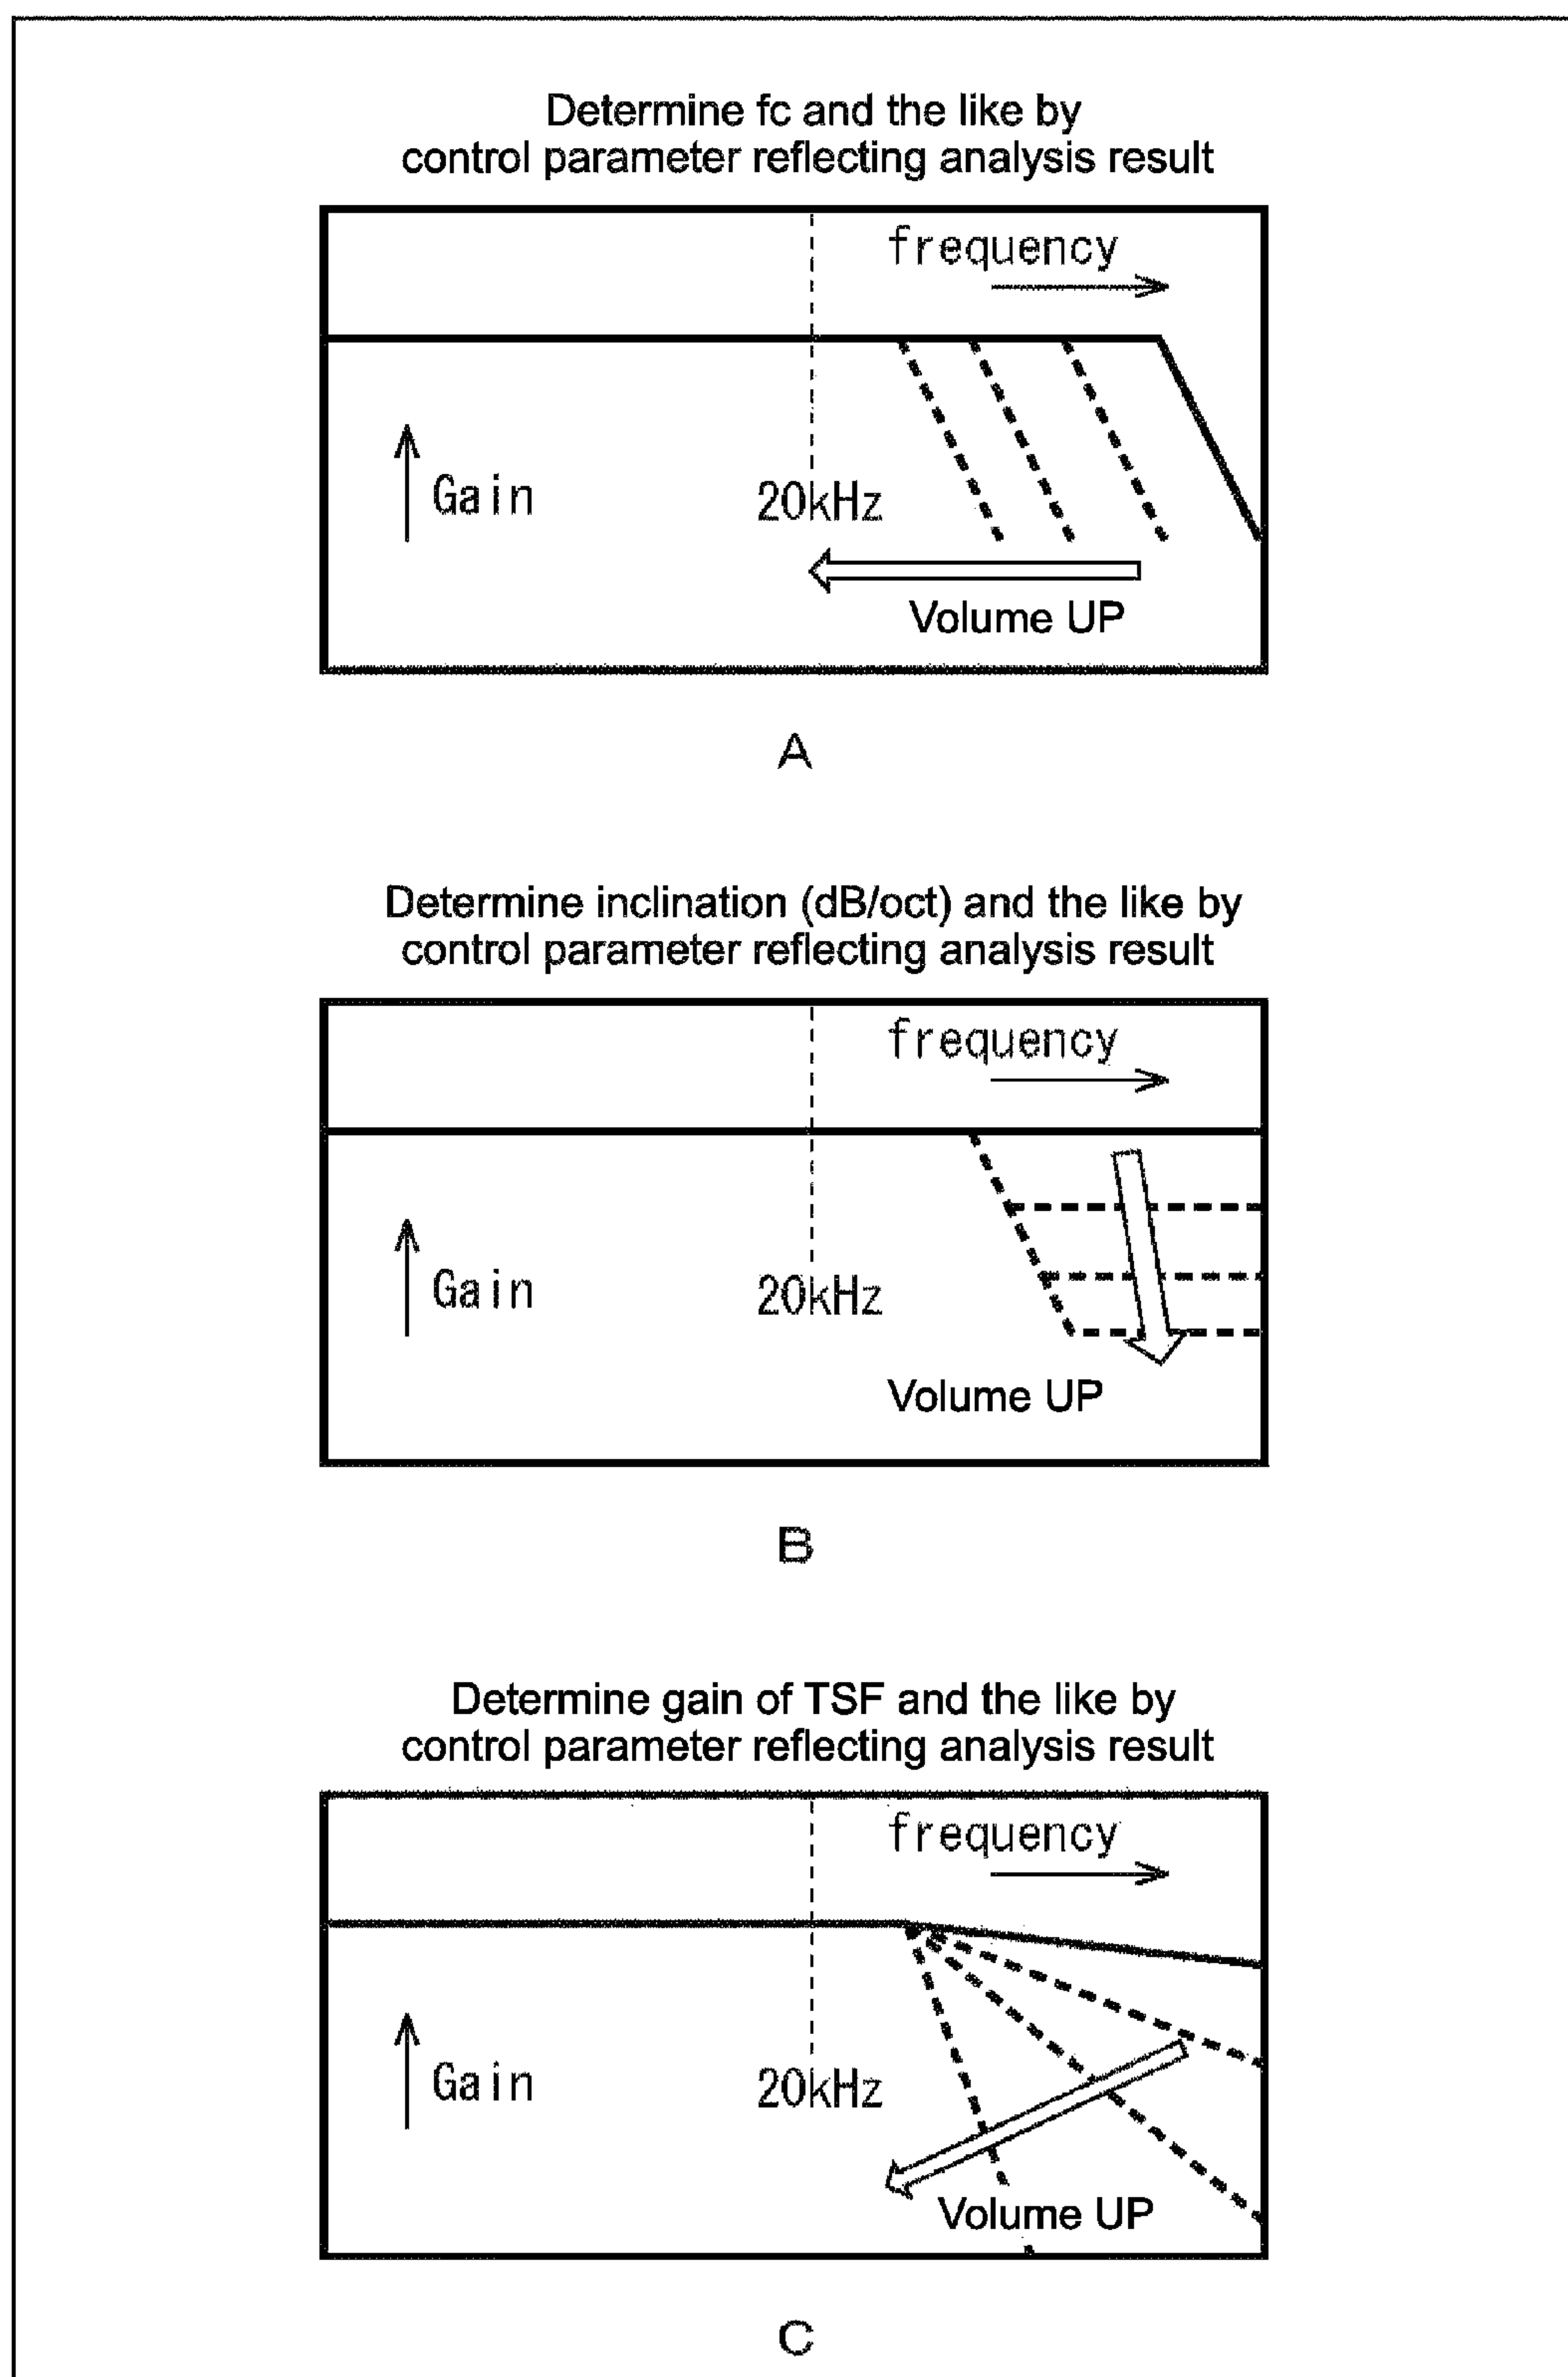 Determine fc and the like by
control parameter reflecting analysis result
frequency
Gain
20kHz
Volume UP
A
Determine inclination (dB/oct) and the like by
control parameter reflecting analysis result
frequency
Gain
20kHz
Volume UP
B
Determine gain of TSF and the like by
control parameter reflecting analysis result
frequency
Gain
20kHz
Volume UP
C